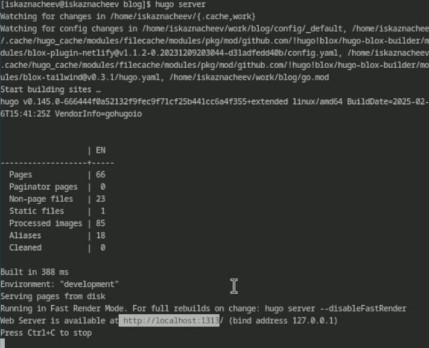 [iskaznacheev@iskaznacheev blog]$ hugo server
Watching for changes in /home/iskaznacheev/{.cache,work}
Watching for config changes in /home/iskaznacheev/work/blog/config/_default, /home/iskaznachee
/.cache/hugo_cache/modules/filecache/modules/pkg/mod/github.com/!hugo!blox/hugo-blox-builder/m
dules/blox-plugin-netlify@v1.1.2-0.20231209203044-d31adfedd40b/config.yaml, /home/iskaznacheev
.cache/hugo_cache/modules/filecache/modules/pkg/mod/github.com/!hugo!blox/hugo-blox-builder/mo
ules/blox-tailwind@v0.3.1/hugo.yaml, /home/iskaznacheev/work/blog/go.mod
Start building sites …
hugo v0.145.0-666444f0a52132f9fec9f71cf25b441cc6a4f355+extended linux/amd64 BuildDate=2025-02-
6T15:41:25Z VendorInfo=gohugoio
| EN
-------------------+-----
Pages | 66
Paginator pages | 0
Non-page files | 23
Static files | 1
Processed images | 85
Aliases | 18
Cleaned | 0
Built in 388 ms
Environment: "development"
Serving pages from disk
Running in Fast Render Mode. For full rebuilds on change: hugo server --disableFastRender
Web Server is available at http://localhost:1313/ (bind address 127.0.0.1)
Press Ctrl+C to stop